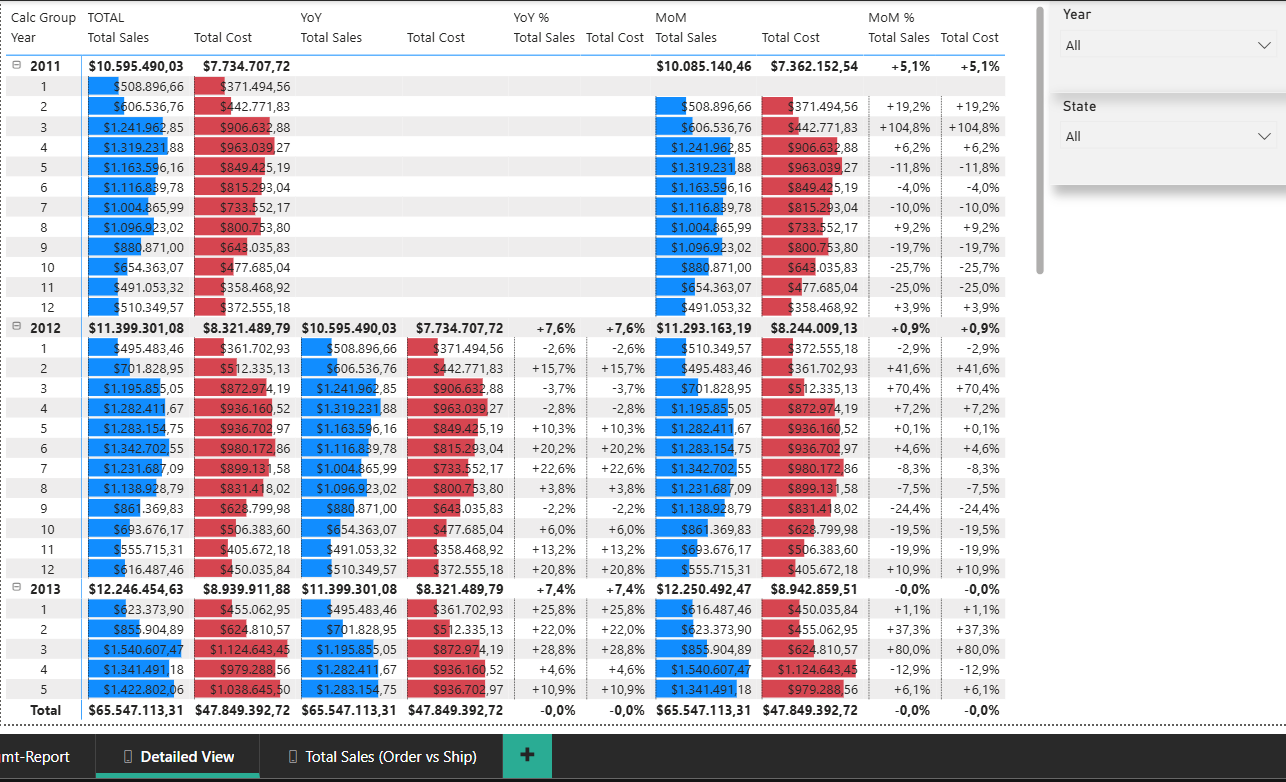 Calc Group TOTAL YoY YoY % MoM MoM %
Year Total Sales Total Cost Total Sales Total Cost Total Sales Total Cost Total Sales Total Cost Total Sales Total Cost
2011 $10.595.490,03 $7.734.707,72 $10.085.140,46 $7.362.152,54 +5,1% +5,1%
1 $508.896,66 $371.494,56
2 $606.536,76 $442.771,83 $508.896,66 $371.494,56 +19,2% +19,2%
3 $1.241.962,85 $906.632,88 $606.536,76 $442.771,83 +104,8% +104,8%
4 $1.319.231,88 $963.039,27 $1.241.962,85 $906.632,88 +6,2% +6,2%
5 $1.163.596,16 $849.425,19 $1.319.231,88 $963.039,27 -11,8% -11,8%
6 $1.116.839,78 $815.293,04 $1.163.596,16 $849.425,19 -4,0% -4,0%
7 $1.004.865,99 $733.552,17 $1.116.839,78 $815.293,04 -10,0% -10,0%
8 $1.096.923,02 $800.753,80 $1.004.865,99 $733.552,17 +9,2% +9,2%
9 $880.871,00 $643.035,83 $1.096.923,02 $800.753,80 -19,7% -19,7%
10 $654.363,07 $477.685,04 $880.871,00 $643.035,83 -25,7% -25,7%
11 $491.053,32 $358.468,92 $654.363,07 $477.685,04 -25,0% -25,0%
12 $510.349,57 $372.555,18 $491.053,32 $358.468,92 +3,9% +3,9%
2012 $11.399.301,08 $8.321.489,79 $10.595.490,03 $7.734.707,72 +7,6% +7,6% $11.293.163,19 $8.244.009,13 +0,9% +0,9%
1 $495.483,46 $361.702,93 $508.896,66 $371.494,56 -2,6% -2,6% $510.349,57 $372.555,18 -2,9% -2,9%
2 $701.828,95 $512.335,13 $606.536,76 $442.771,83 +15,7% +15,7% $495.483,46 $361.702,93 +41,6% +41,6%
3 $1.195.855,05 $872.974,19 $1.241.962,85 $906.632,88 -3,7% -3,7% $701.828,95 $512.335,13 +70,4% +70,4%
4 $1.282.411,67 $936.160,52 $1.319.231,88 $963.039,27 -2,8% -2,8% $1.195.855,05 $872.974,19 +7,2% +7,2%
5 $1.283.154,75 $936.702,97 $1.163.596,16 $849.425,19 +10,3% +10,3% $1.282.411,67 $936.160,52 +0,1% +0,1%
6 $1.342.702,55 $980.172,86 $1.116.839,78 $815.293,04 +20,2% +20,2% $1.283.154,75 $936.702,97 +4,6% +4,6%
7 $1.231.687,09 $899.131,58 $1.004.865,99 $733.552,17 +22,6% +22,6% $1.342.702,55 $980.172,86 -8,3% -8,3%
8 $1.138.928,79 $831.418,02 $1.096.923,02 $800.753,80 +3,8% +3,8% $1.231.687,09 $899.131,58 -7,5% -7,5%
9 $861.369,83 $628.799,98 $880.871,00 $643.035,83 -2,2% -2,2% $1.138.928,79 $831.418,02 -24,4% -24,4%
10 $693.676,17 $506.383,60 $654.363,07 $477.685,04 +6,0% +6,0% $861.369,83 $628.799,98 -19,5% -19,5%
11 $555.715,31 $405.672,18 $491.053,32 $358.468,92 +13,2% +13,2% $693.676,17 $506.383,60 -19,9% -19,9%
12 $616.487,46 $450.035,84 $510.349,57 $372.555,18 +20,8% +20,8% $555.715,31 $405.672,18 +10,9% +10,9%
2013 $12.246.454,63 $8.939.911,88 $11.399.301,08 $8.321.489,79 +7,4% +7,4% $12.250.492,47 $8.942.859,51 -0,0% -0,0%
1 $623.373,90 $455.062,95 $495.483,46 $361.702,93 +25,8% +25,8% $616.487,46 $450.035,84 +1,1% +1,1%
2 $855.904,89 $624.810,57 $701.828,95 $512.335,13 +22,0% +22,0% $623.373,90 $455.062,95 +37,3% +37,3%
3 $1.540.607,47 $1.124.643,45 $1.195.855,05 $872.974,19 +28,8% +28,8% $855.904,89 $624.810,57 +80,0% +80,0%
4 $1.341.491,18 $979.288,56 $1.282.411,67 $936.160,52 +4,6% +4,6% $1.540.607,47 $1.124.643,45 -12,9% -12,9%
5 $1.422.802,06 $1.038.645,50 $1.283.154,75 $936.702,97 +10,9% +10,9% $1.341.491,18 $979.288,56 +6,1% +6,1%
Total $65.547.113,31 $47.849.392,72 $65.547.113,31 $47.849.392,72 -0,0% -0,0% $65.547.113,31 $47.849.392,72 -0,0% -0,0%
Year
All
State
All
mt-Report Detailed View Total Sales (Order vs Ship) +